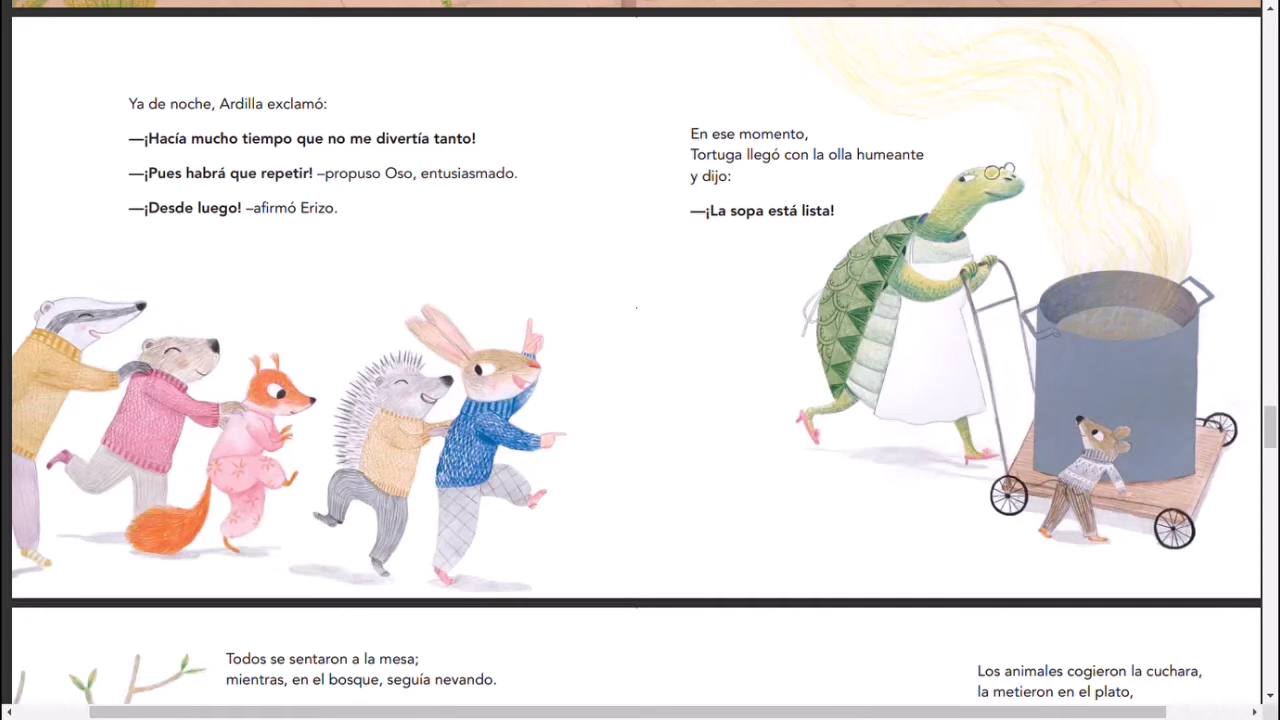 Ya de noche, Ardilla exclamó:
—¡Hacía mucho tiempo que no me divertía tanto!
—¡Pues habrá que repetir! –propuso Oso, entusiasmado.
—¡Desde luego! –afirmó Erizo.
En ese momento,
Tortuga llegó con la olla humeante
y dijo:
—¡La sopa está lista!
Todos se sentaron a la mesa;
mientras, en el bosque, seguía nevando.
Los animales cogieron la cuchara,
la metieron en el plato,